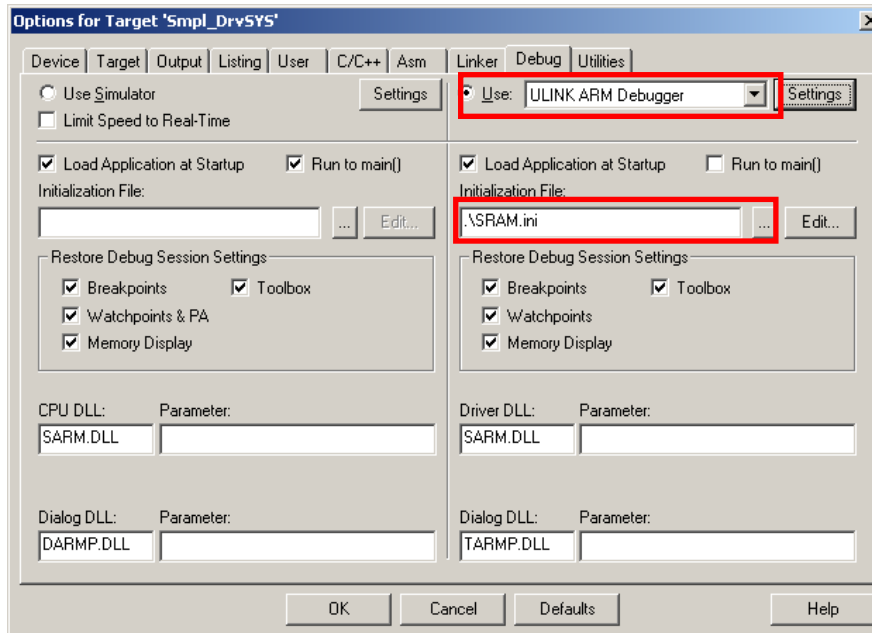 Options for Target 'Smpl_DrvSYS'
Device Target Output Listing User C/C++ Asm Linker Debug Utilities
Use Simulator Settings
Limit Speed to Real-Time
Use: ULINK ARM Debugger Settings
Load Application at Startup Run to main()
Initialization File:
... Edit...
Load Application at Startup Run to main()
Initialization File:
.\SRAM.ini ... Edit...
Restore Debug Session Settings
Breakpoints Toolbox
Watchpoints & PA
Memory Display
Restore Debug Session Settings
Breakpoints Toolbox
Watchpoints
Memory Display
CPU DLL: Parameter:
SARM.DLL
Driver DLL: Parameter:
SARM.DLL
Dialog DLL: Parameter:
DARMP.DLL
Dialog DLL: Parameter:
TARMP.DLL
OK Cancel Defaults Help